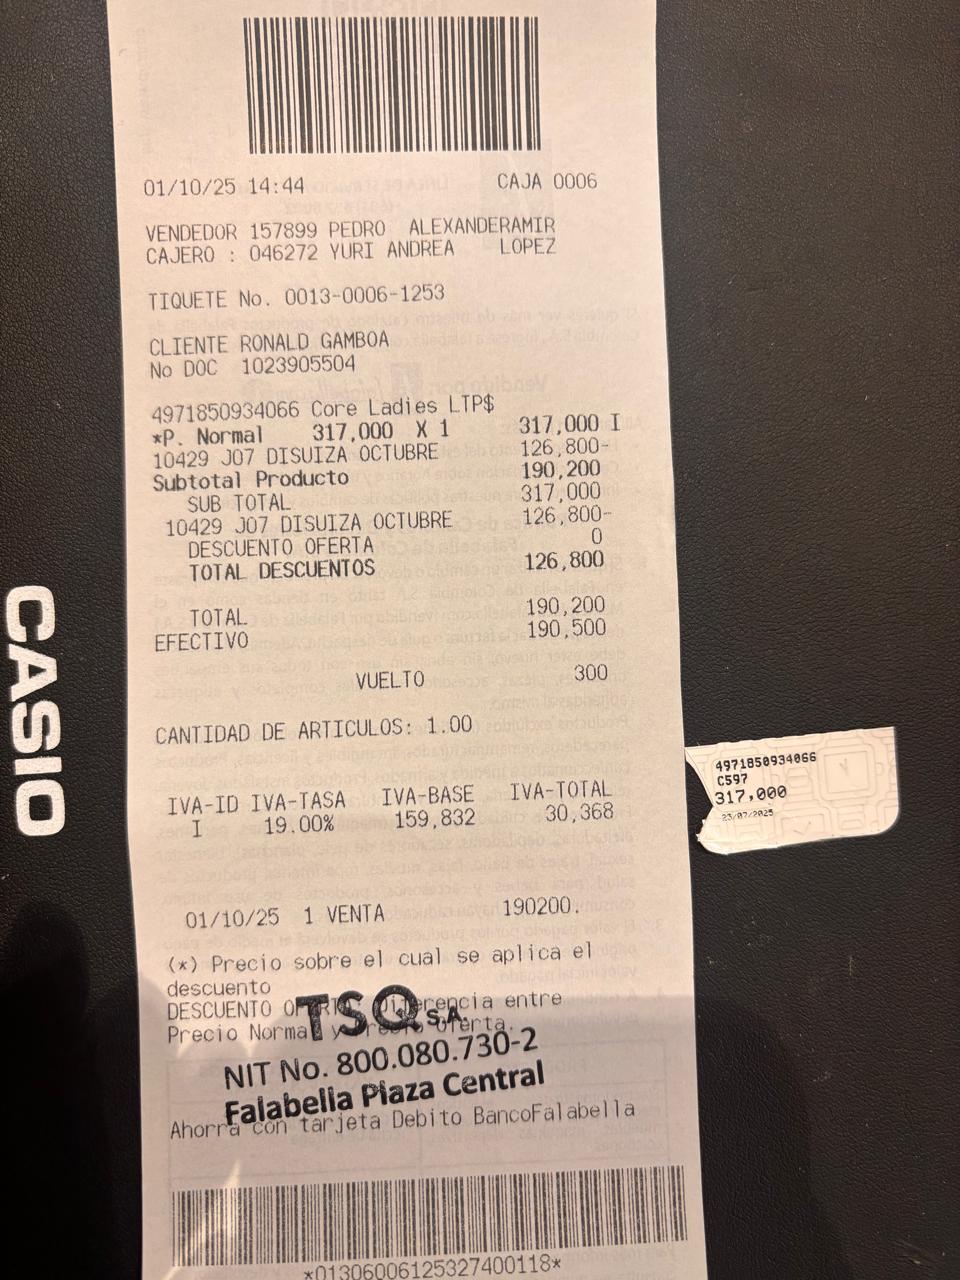 01/10/25 14:44 CAJA 0006
VENDEDOR 157899 PEDRO ALEXANDERAMIR
CAJERO : 046272 YURI ANDREA LOPEZ
TIQUETE No. 0013-0006-1253
CLIENTE RONALD GAMBOA
No DOC 1023905504
4971850934066 Core Ladies LTP$
*P. Normal 317,000 X 1 317,000 I
10429 J07 DISUIZA OCTUBRE 126,800-
Subtotal Producto 190,200
SUB TOTAL 317,000
10429 J07 DISUIZA OCTUBRE 126,800-
DESCUENTO OFERTA 0
TOTAL DESCUENTOS 126,800
TOTAL 190,200
EFECTIVO 190,500
VUELTO 300
CANTIDAD DE ARTICULOS: 1.00
IVA-ID IVA-TASA IVA-BASE IVA-TOTAL
I 19.00% 159,832 30,368
01/10/25 1 VENTA 190200.
(*) Precio sobre el cual se aplica el
descuento
DESCUENTO OFERTA: Diferencia entre
Precio Normal y Precio Oferta.
TSQ S.A.
NIT No. 800.080.730-2
Falabella Plaza Central
Ahorra con tarjeta Debito BancoFalabella
*01306006125327400118*
CASIO
4971850934066
C597
317,000
23/07/2025